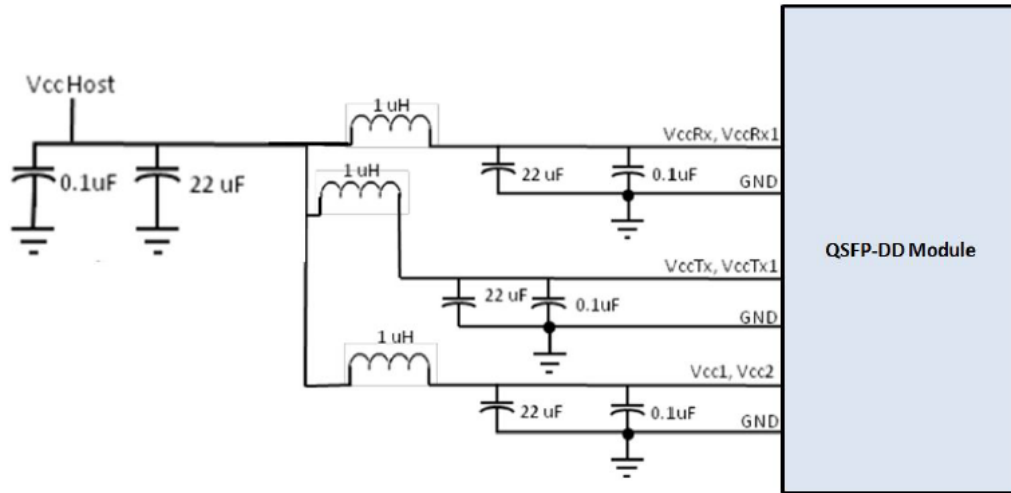 VccHost
1 uH
VccRx, VccRx1
0.1uF
22 uF
1 uH
22 uF
0.1uF
GND
QSFP-DD Module
VccTx, VccTx1
22 uF
0.1uF
GND
1 uH
Vcc1, Vcc2
22 uF
0.1uF
GND